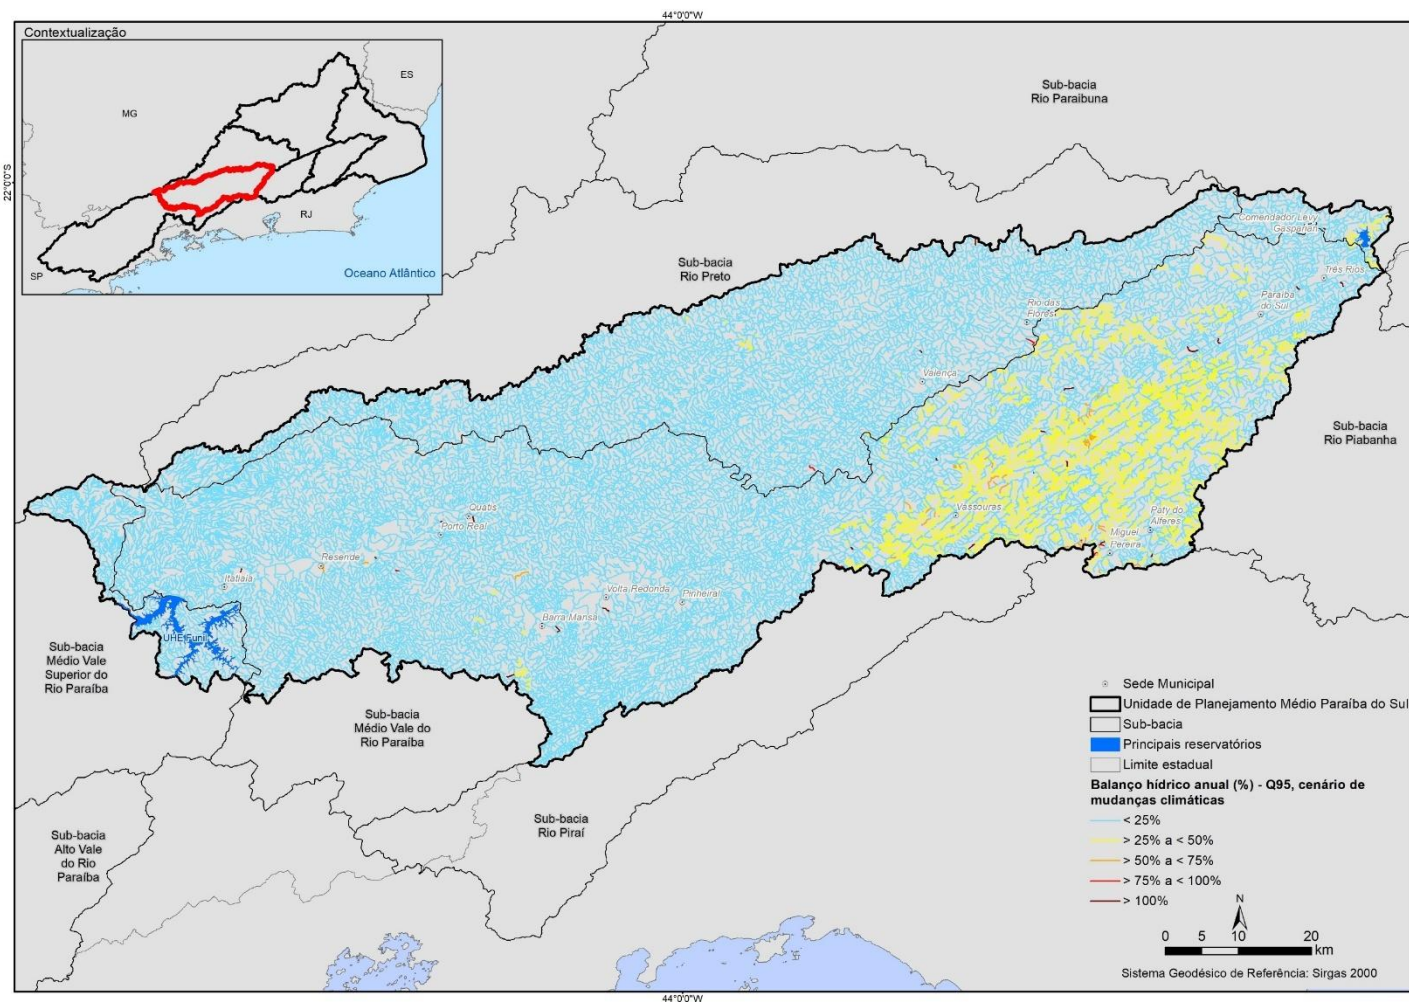 44°0'0"W
Contextualização
MG
ES
RJ
SP
Oceano Atlântico
22°0'S
Sub-bacia
Rio Paraibuna
Sub-bacia
Rio Preto
Comendador Levy
Gasparian
Três Rios
Paraíba
do Sul
Rio das
Flores
Valença
Sub-bacia
Rio Piabanha
Vassouras
Paty do
Alferes
Miguel
Pereira
Quatis
Porto Real
Resende
Itatiaia
Volta Redonda
Pinheiral
Barra Mansa
UHE Funil
Sub-bacia
Médio Vale
Superior do
Rio Paraíba
Sub-bacia
Médio Vale do
Rio Paraíba
Sub-bacia
Rio Piraí
Sub-bacia
Alto Vale
do Rio
Paraíba
Sede Municipal
Unidade de Planejamento Médio Paraíba do Sul
Sub-bacia
Principais reservatórios
Limite estadual
Balanço hídrico anual (%) - Q95, cenário de
mudanças climáticas
< 25%
> 25% a < 50%
> 50% a < 75%
> 75% a < 100%
> 100%
N
0 5 10 20
km
Sistema Geodésico de Referência: Sirgas 2000
44°0'0"W